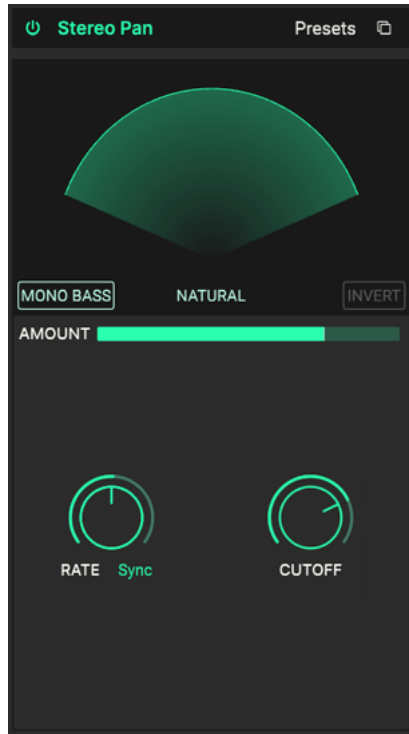 Stereo Pan Presets
MONO BASS NATURAL INVERT
AMOUNT
RATE Sync CUTOFF